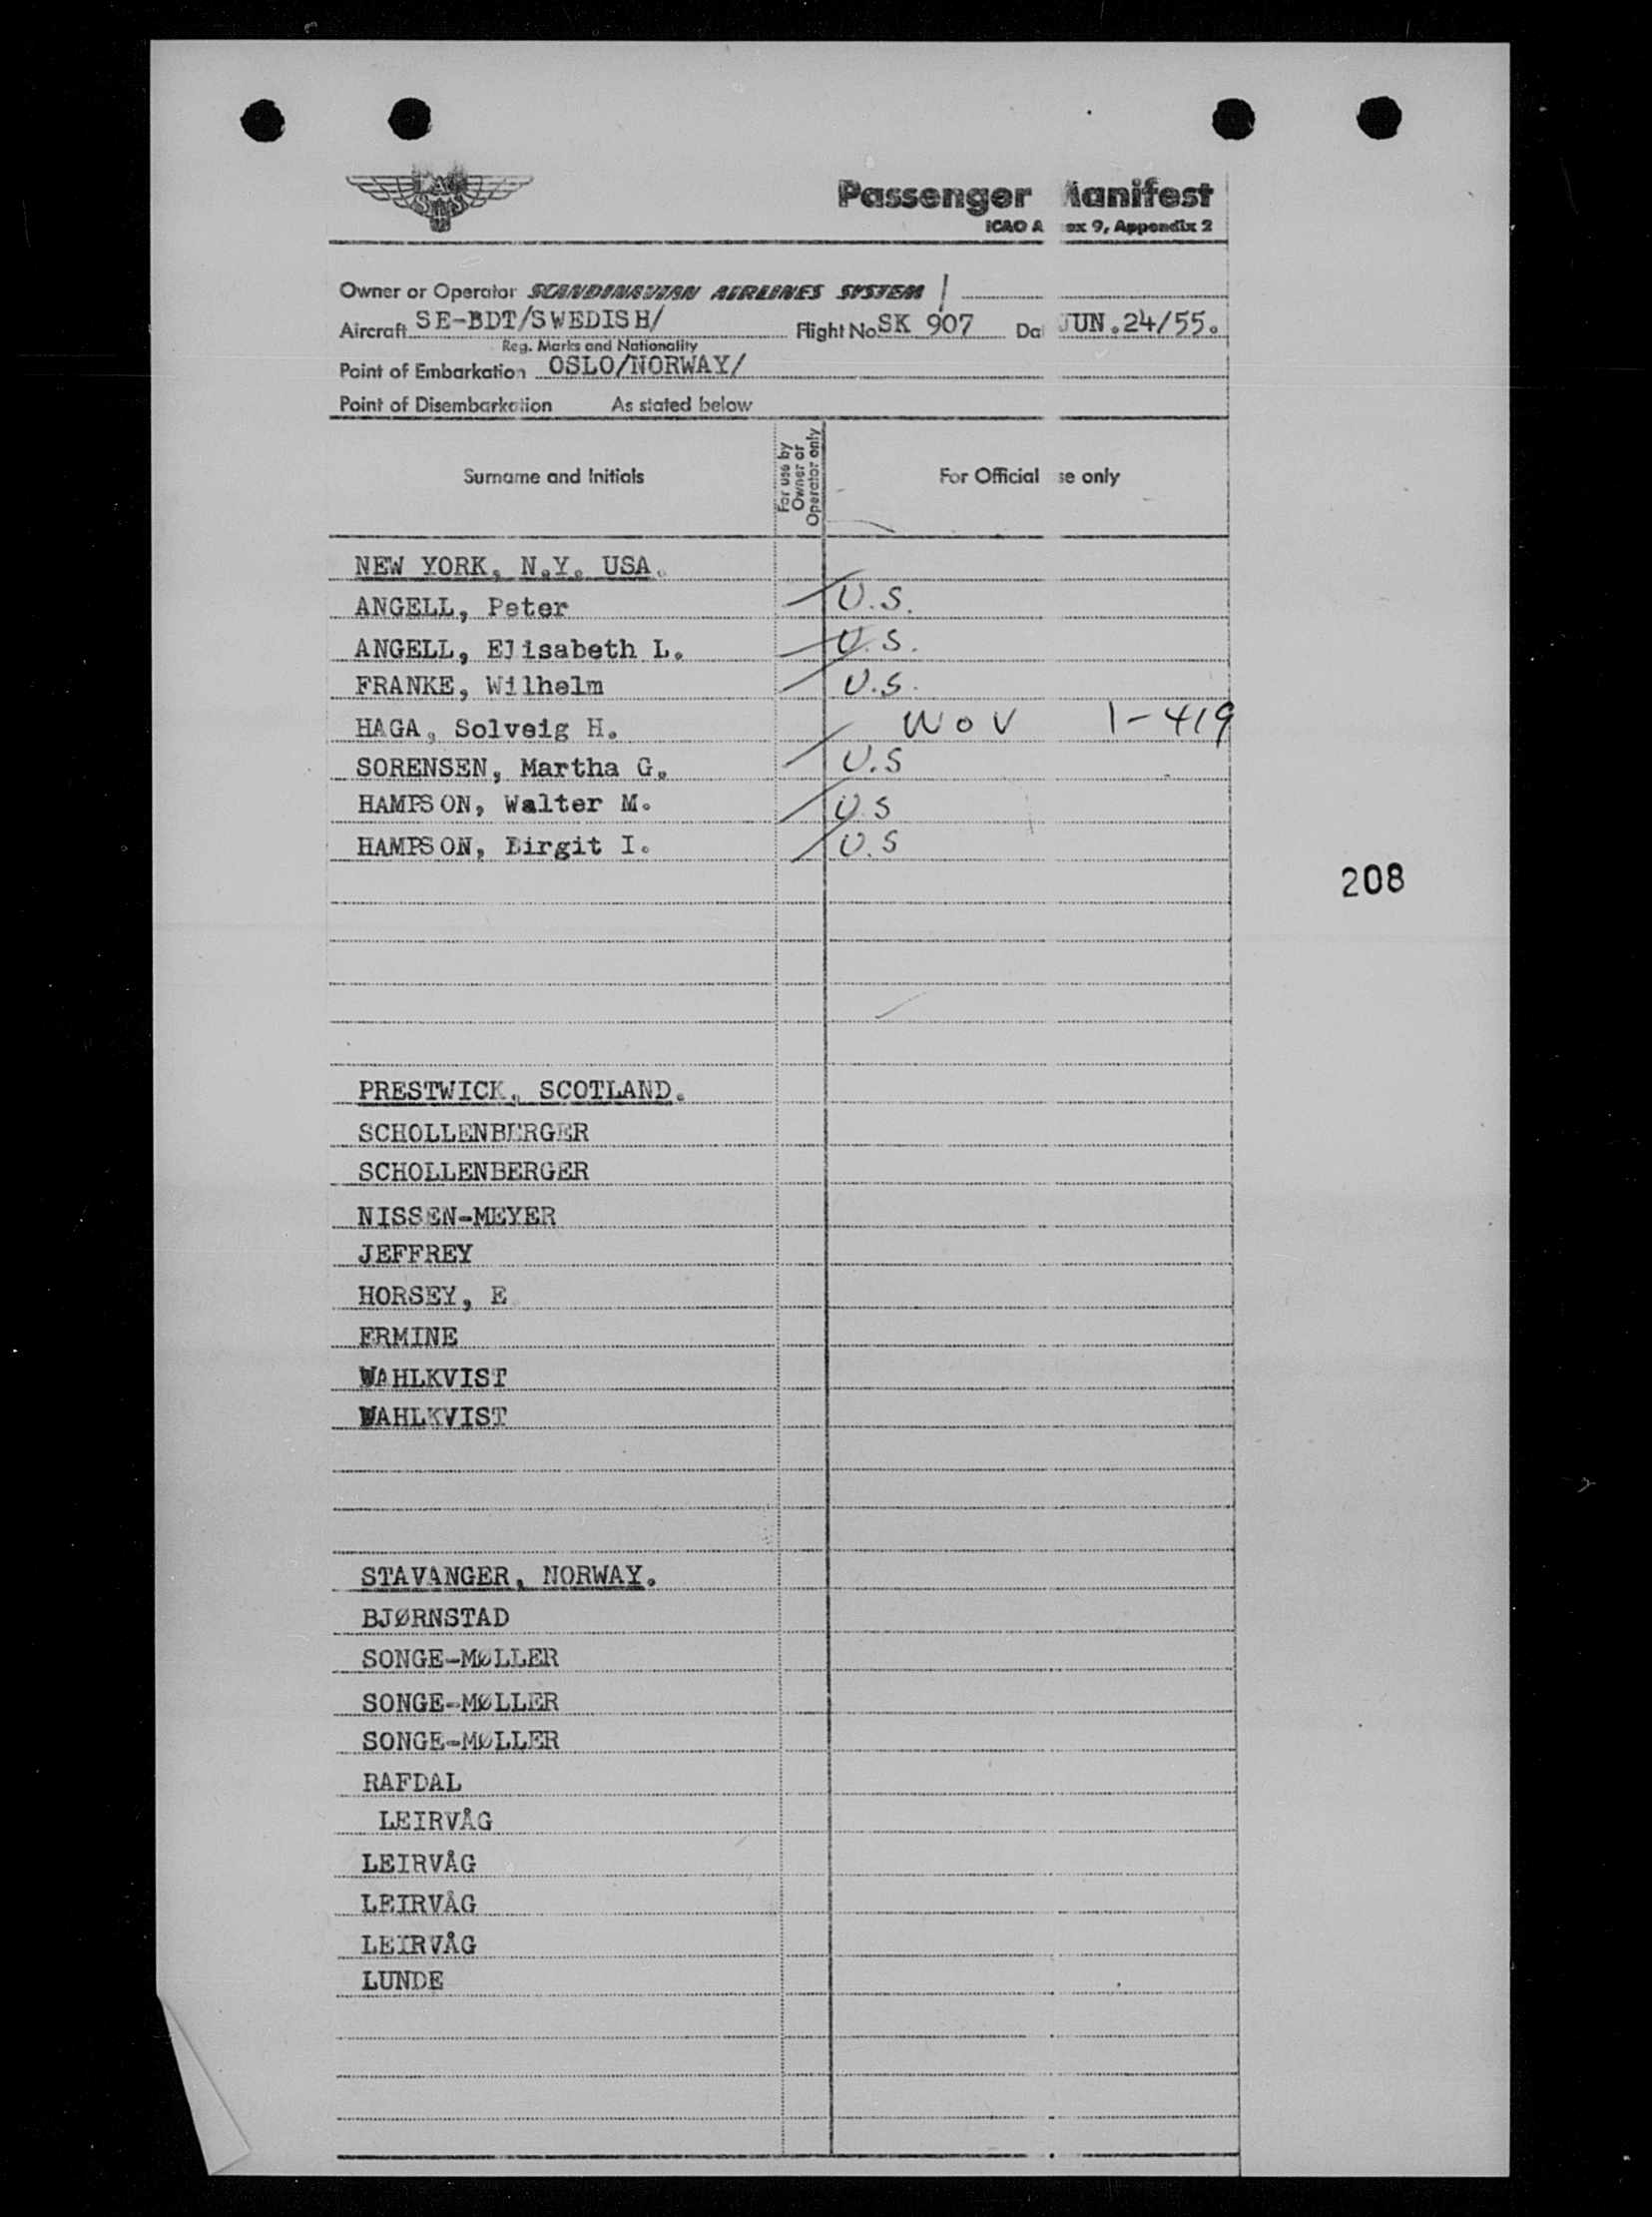 SAS
Passenger Manifest
ICAO A ex 9, Appendix 2
Owner or Operator SCANDINAVIAN AIRLINES SYSTEM /
Aircraft SE-BDT/SWEDISH/ Flight No SK 907 Da JUN.24/55.
Reg. Marks and Nationality
Point of Embarkation OSLO/NORWAY/
Point of Disembarkation As stated below
Surname and Initials For use by Owner or Operator only For Official se only
NEW YORK, N.Y. USA.
ANGELL, Peter U.S.
ANGELL, Elisabeth L. U.S.
FRANKE, Wilhelm U.S.
HAGA, Solveig H. WOV 1-419
SORENSEN, Martha G. U.S
HAMPSON, Walter M. U.S
HAMPSON, Birgit I. U.S
208
PRESTWICK, SCOTLAND.
SCHOLLENBERGER
SCHOLLENBERGER
NISSEN-MEYER
JEFFREY
HORSEY, E
ERMINE
WAHLKVIST
WAHLKVIST
STAVANGER, NORWAY.
BJØRNSTAD
SONGE-MØLLER
SONGE-MØLLER
SONGE-MØLLER
RAFDAL
LEIRVÅG
LEIRVÅG
LEIRVÅG
LEIRVÅG
LUNDE